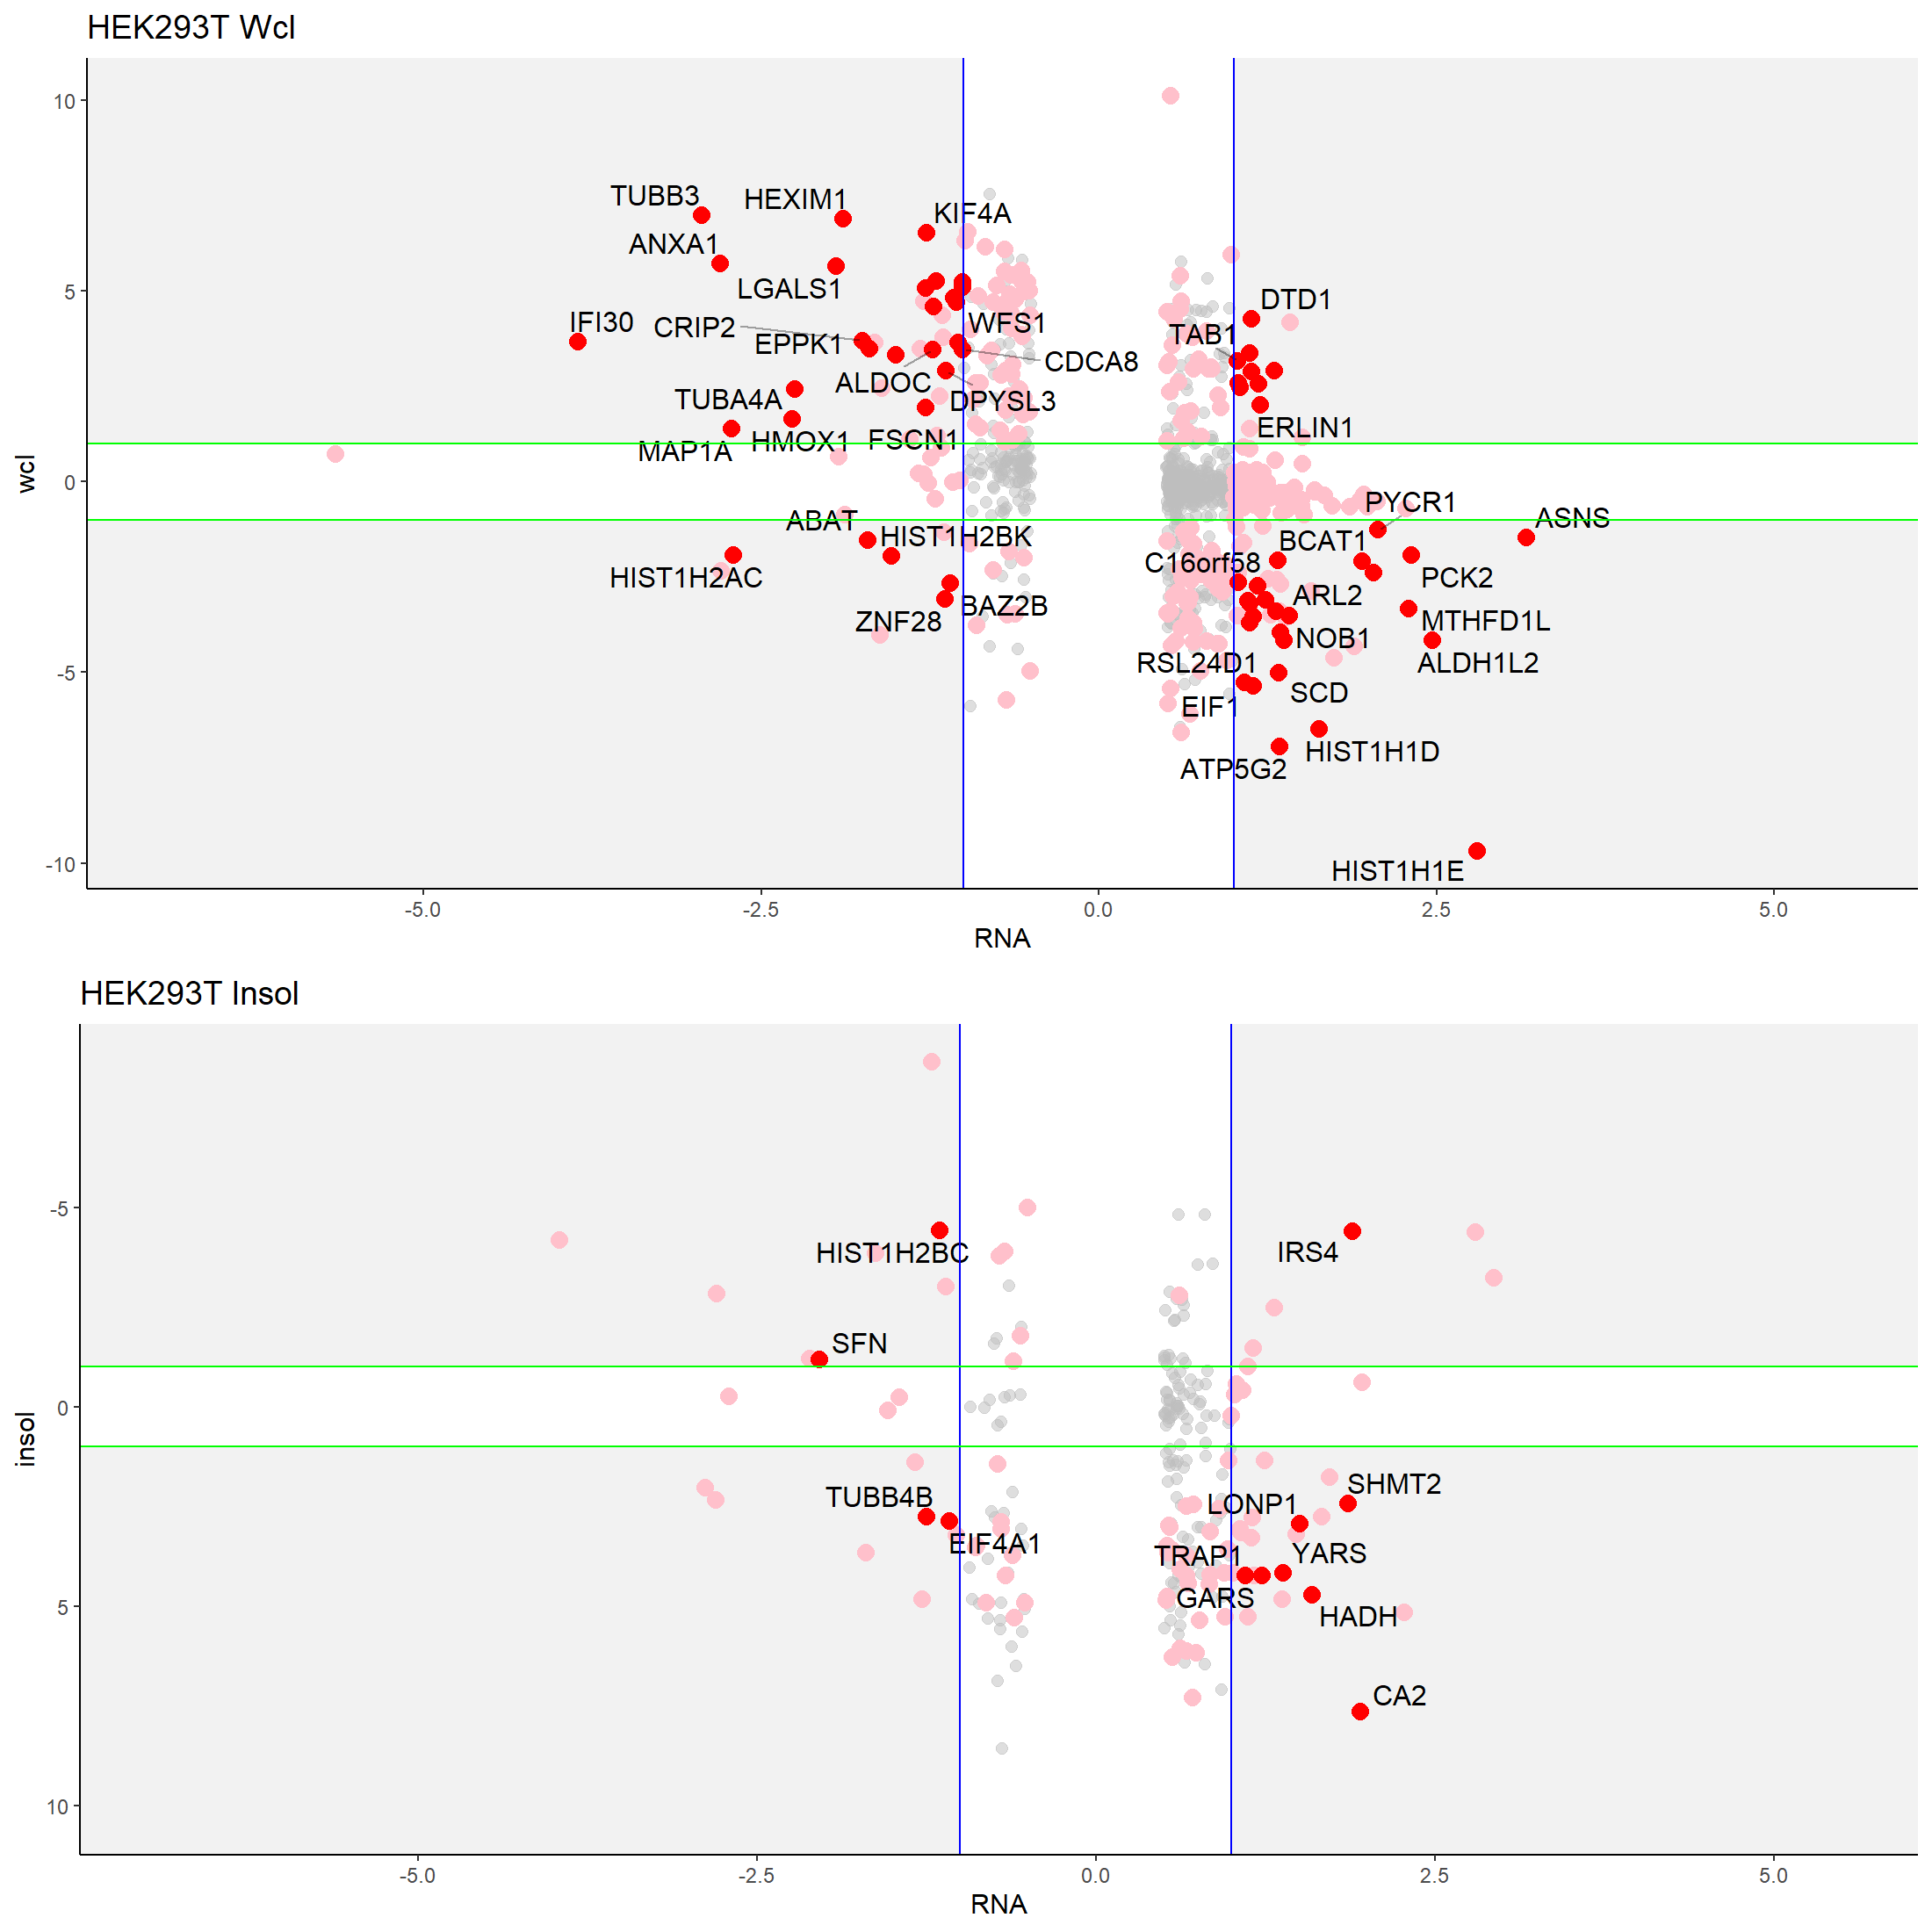 HEK293T Wcl
10
TUBB3
HEXIM1
KIF4A
ANXA1
LGALS1
5
DTD1
IFI30
CRIP2
WFS1
TAB1
EPPK1
CDCA8
ALDOC
TUBA4A
DPYSL3
MAP1A
HMOX1
FSCN1
ERLIN1
wcl
0
PYCR1
ABAT
ASNS
HIST1H2BK
BCAT1
HIST1H2AC
C16orf58
PCK2
ARL2
BAZ2B
ZNF28
MTHFD1L
NOB1
-5
RSL24D1
ALDH1L2
SCD
EIF1
HIST1H1D
ATP5G2
-10
HIST1H1E
-5.0
-2.5
0.0
2.5
5.0
RNA
HEK293T Insol
-5
HIST1H2BC
IRS4
SFN
insol
0
SHMT2
TUBB4B
LONP1
EIF4A1
TRAP1
YARS
5
GARS
HADH
CA2
10
-5.0
-2.5
0.0
2.5
5.0
RNA